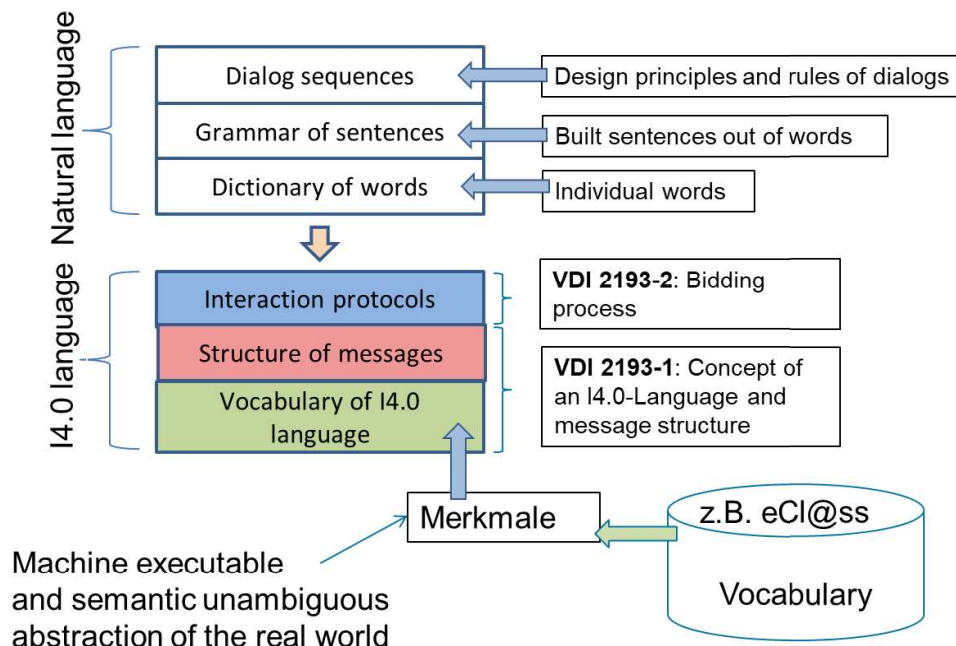 Natural language
Dialog sequences
Design principles and rules of dialogs
Grammar of sentences
Built sentences out of words
Dictionary of words
Individual words
I4.0 language
Interaction protocols
VDI 2193-2: Bidding
process
Structure of messages
Vocabulary of I4.0
language
VDI 2193-1: Concept of
an I4.0-Language and
message structure
Merkmale
z.B. eCl@ss
Vocabulary
Machine executable
and semantic unambiguous
abstraction of the real world